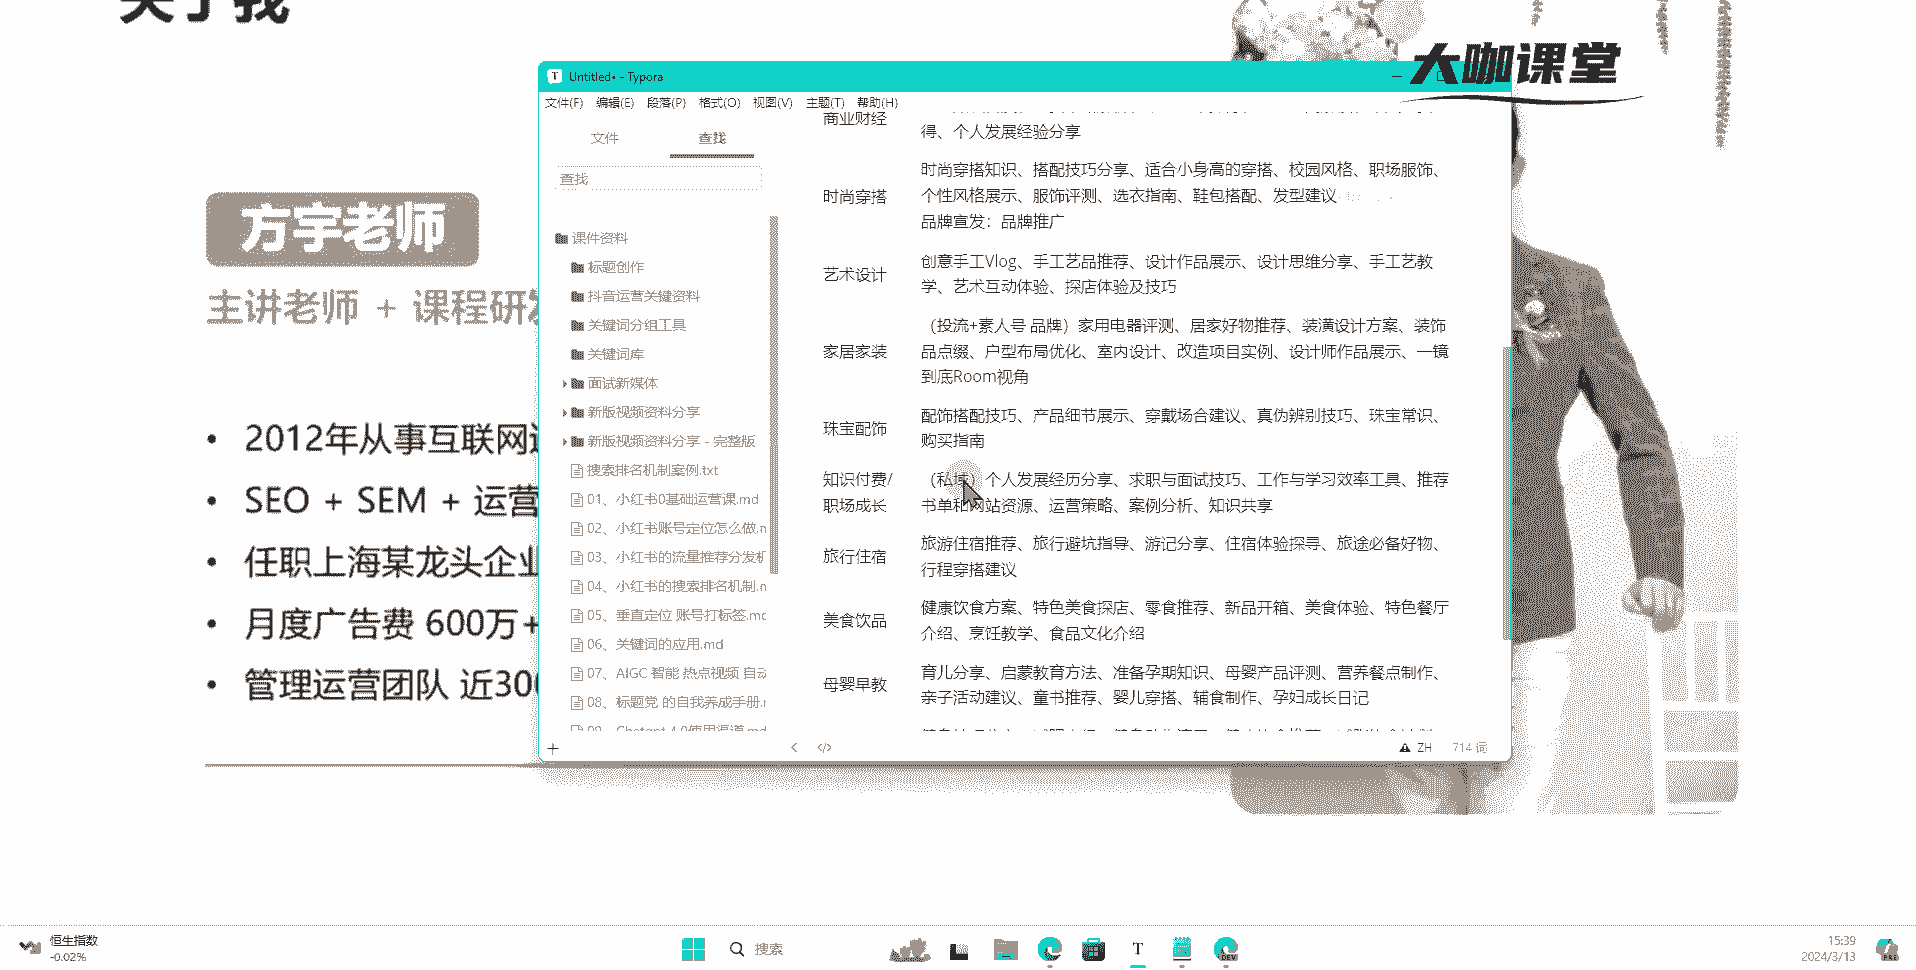 关于我
大咖课堂
方宇老师
主讲老师 + 课程研发
2012年从事互联网
SEO + SEM + 运营
任职上海某龙头企业
月度广告费 600万+
管理运营团队 近300
Untitled• - Typora
文件(F) 编辑(E) 段落(P) 格式(O) 视图(V) 主题(T) 帮助(H)
文件 查找
查找
课件资料
标题创作
抖音运营关键资料
关键词分组工具
关键词库
面试新媒体
新版视频资料分享
新版视频资料分享 - 完整版
搜索排名机制案例.txt
01、小红书0基础运营课.md
02、小红书账号定位怎么做.m
03、小红书的流量推荐分发机
04、小红书的搜索排名机制.m
05、垂直定位 账号打标签.mc
06、关键词的应用.md
07、AIGC 智能 热点视频 自动
08、标题党 的自我养成手册.r
09、Chatgpt 4.0使用渠道.md
商业财经
得、个人发展经验分享
时尚穿搭
时尚穿搭知识、搭配技巧分享、适合小身高的穿搭、校园风格、职场服饰、
个性风格展示、服饰评测、选衣指南、鞋包搭配、发型建议
品牌宣发：品牌推广
艺术设计
创意手工Vlog、手工艺品推荐、设计作品展示、设计思维分享、手工艺教
学、艺术互动体验、探店体验及技巧
家居家装
（投流+素人号 品牌）家用电器评测、居家好物推荐、装潢设计方案、装饰
品点缀、户型布局优化、室内设计、改造项目实例、设计师作品展示、一镜
到底Room视角
珠宝配饰
配饰搭配技巧、产品细节展示、穿戴场合建议、真伪辨别技巧、珠宝常识、
购买指南
知识付费/
职场成长
（私域）个人发展经历分享、求职与面试技巧、工作与学习效率工具、推荐
书单和网站资源、运营策略、案例分析、知识共享
旅行住宿
旅游住宿推荐、旅行避坑指导、游记分享、住宿体验探寻、旅途必备好物、
行程穿搭建议
美食饮品
健康饮食方案、特色美食探店、零食推荐、新品开箱、美食体验、特色餐厅
介绍、烹饪教学、食品文化介绍
母婴早教
育儿分享、启蒙教育方法、准备孕期知识、母婴产品评测、营养餐点制作、
亲子活动建议、童书推荐、婴儿穿搭、辅食制作、孕妇成长日记
ZH 714 词
恒生指数
-0.02%
搜索
15:39
2024/3/13